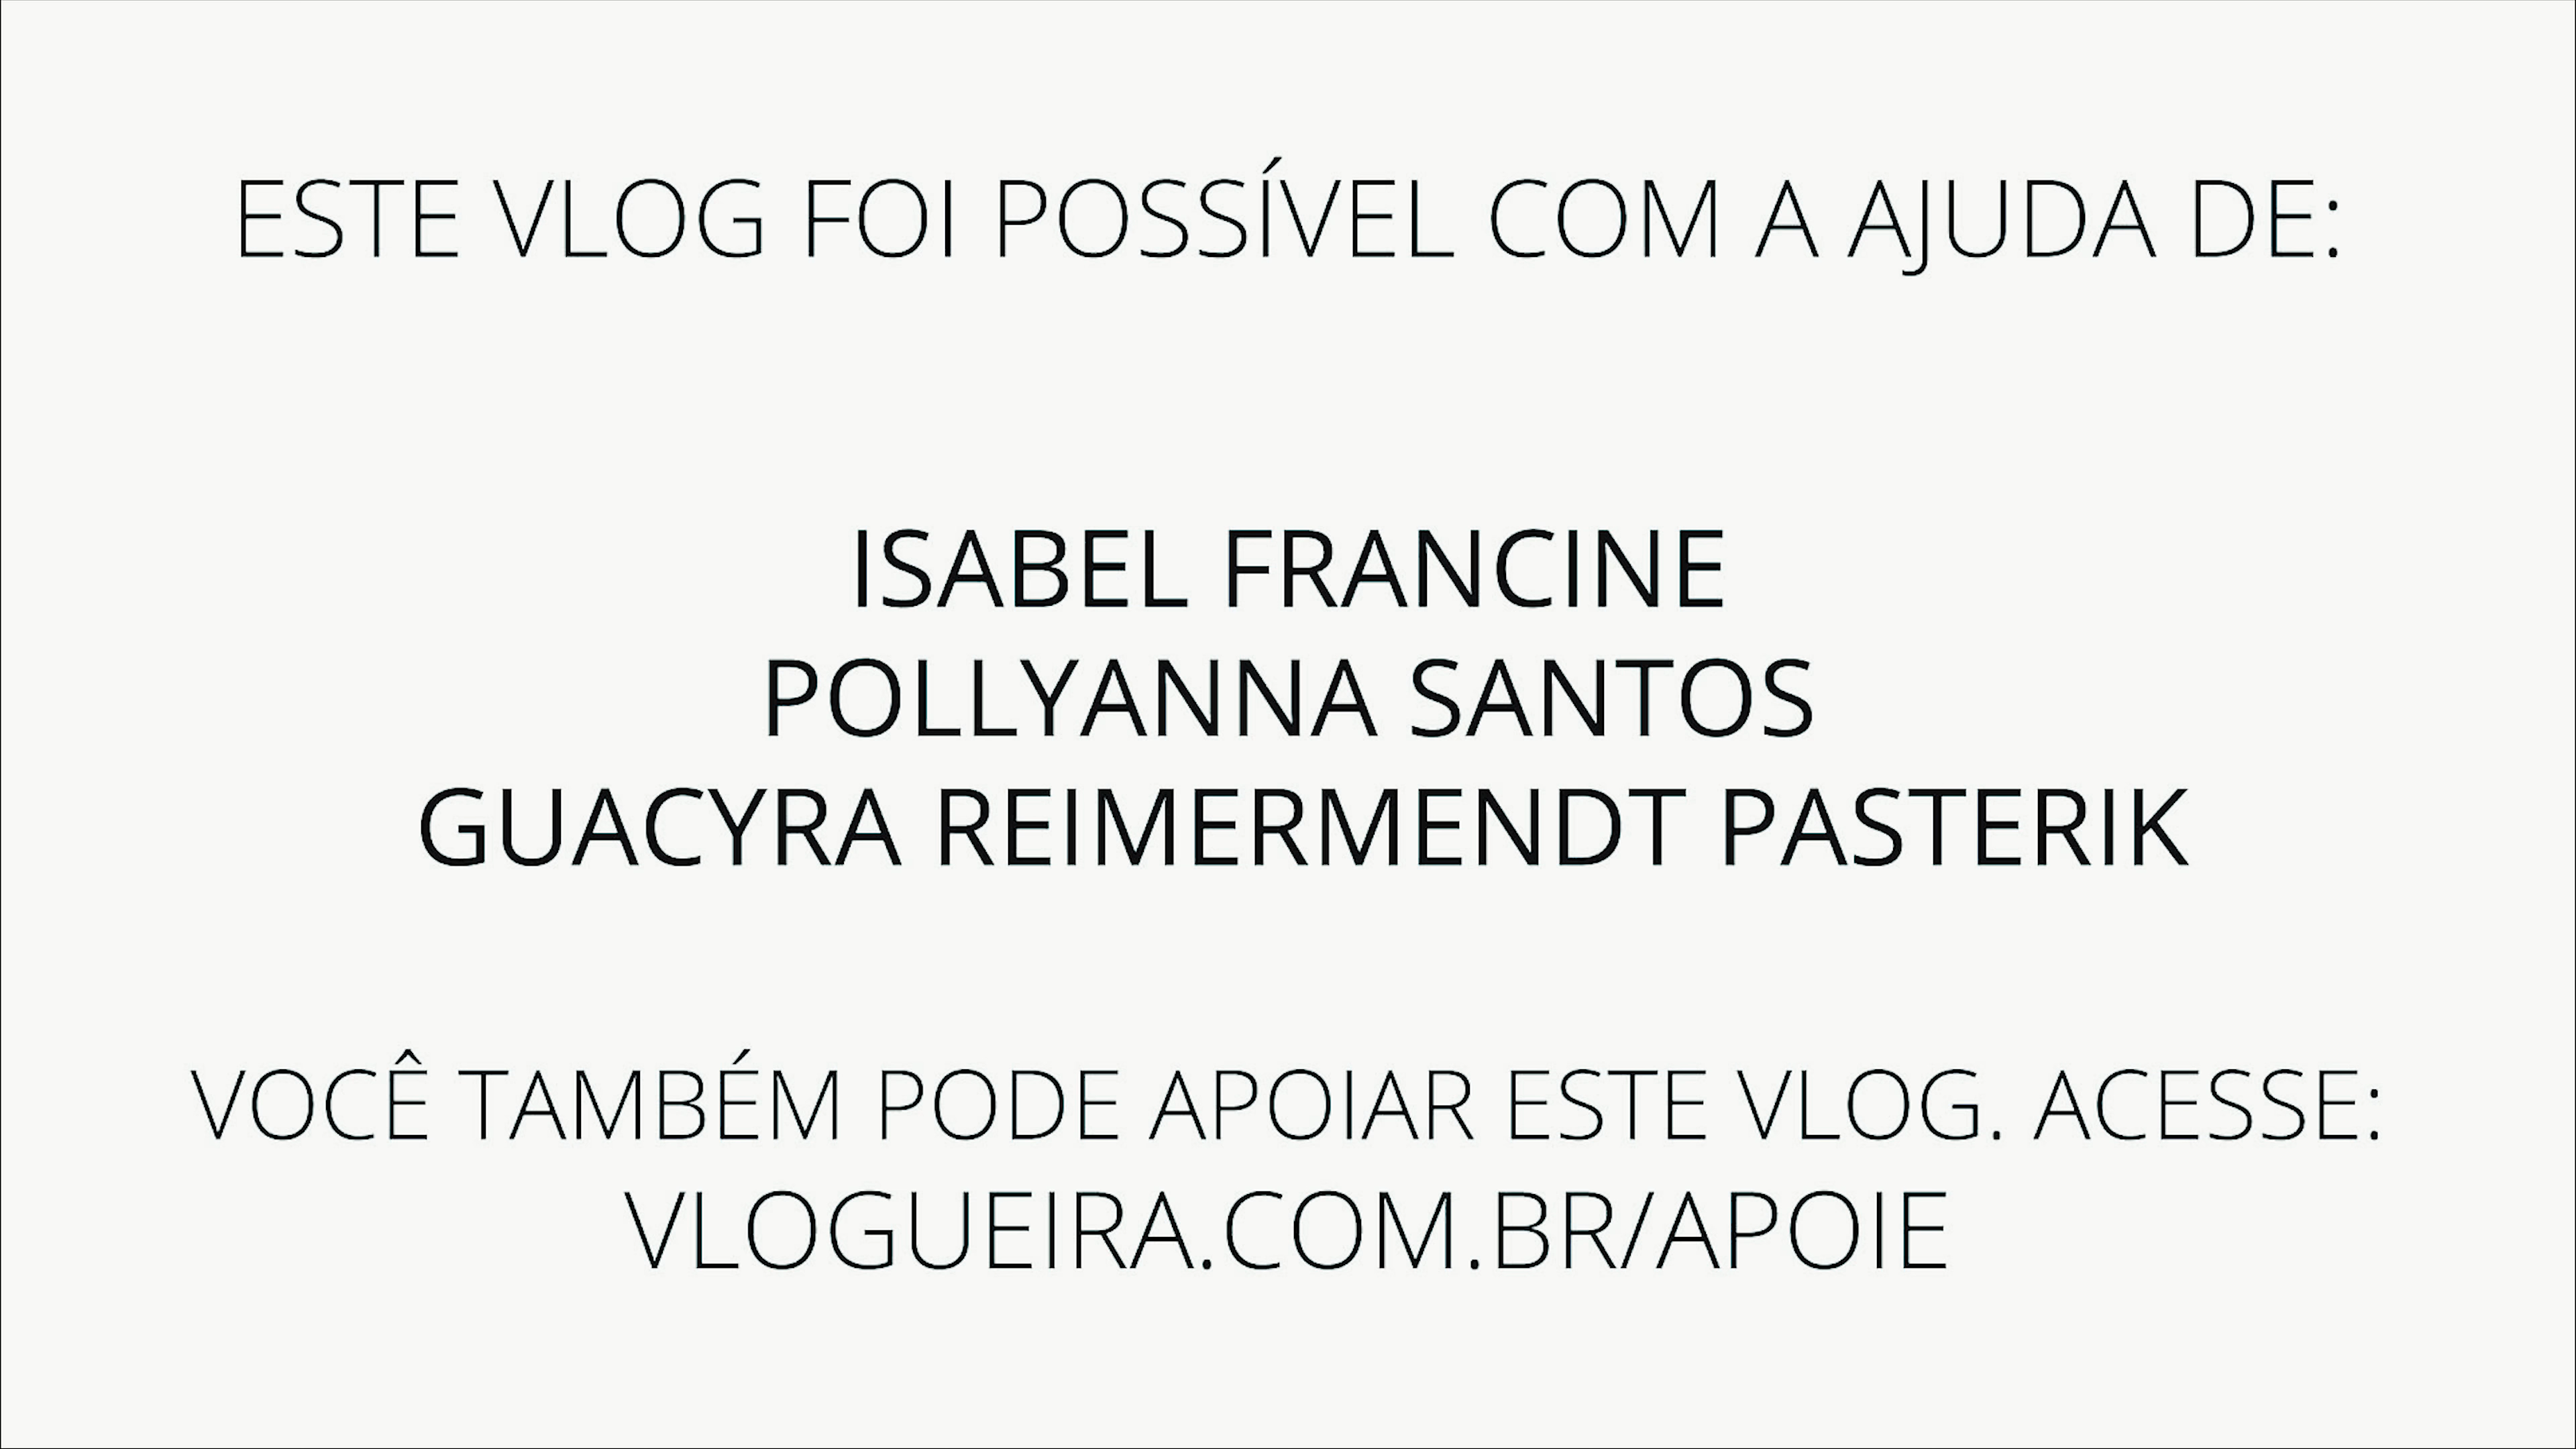 ESTE VLOG FOI POSSÍVEL COM A AJUDA DE:
ISABEL FRANCINE
POLLYANNA SANTOS
GUACYRA REIMERMENDT PASTERIK
VOCÊ TAMBÉM PODE APOIAR ESTE VLOG. ACESSE:
VLOGUEIRA.COM.BR/APOIE